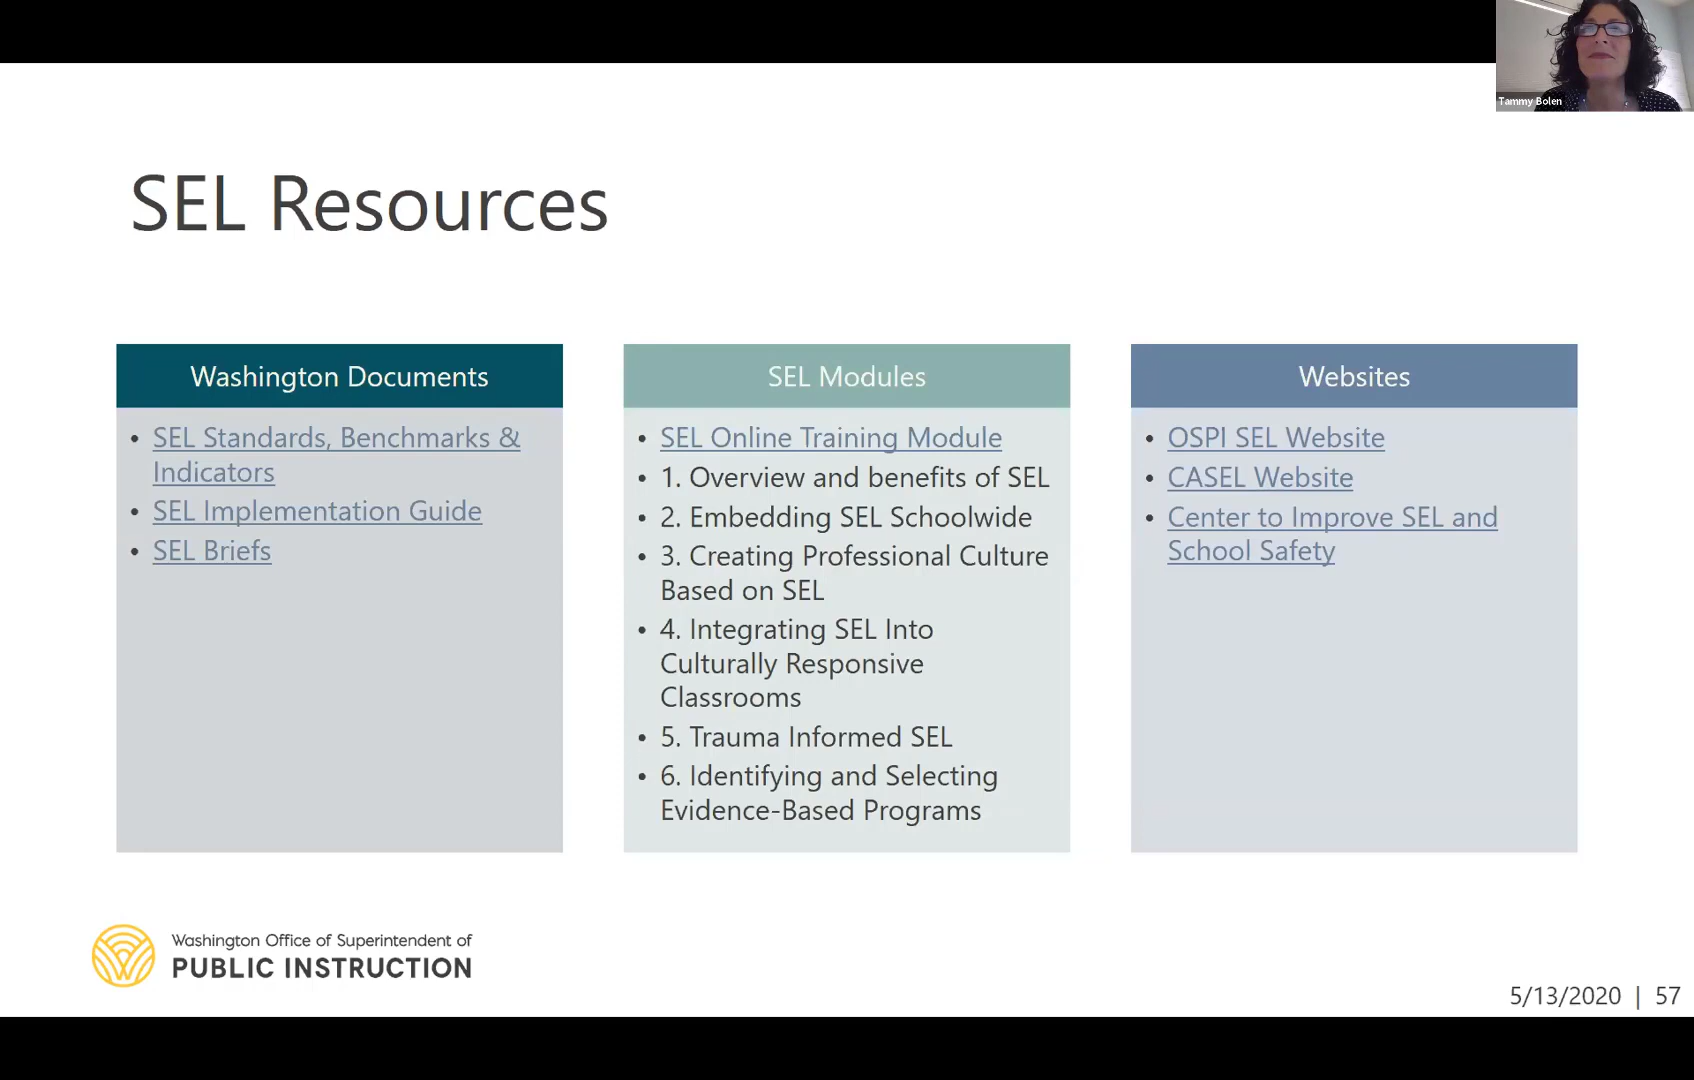 Tammy Bolen
SEL Resources
Washington Documents
• SEL Standards, Benchmarks &
Indicators
• SEL Implementation Guide
• SEL Briefs
SEL Modules
• SEL Online Training Module
• 1. Overview and benefits of SEL
• 2. Embedding SEL Schoolwide
• 3. Creating Professional Culture
Based on SEL
• 4. Integrating SEL Into
Culturally Responsive
Classrooms
• 5. Trauma Informed SEL
• 6. Identifying and Selecting
Evidence-Based Programs
Websites
• OSPI SEL Website
• CASEL Website
• Center to Improve SEL and
School Safety
Washington Office of Superintendent of
PUBLIC INSTRUCTION
5/13/2020 | 57